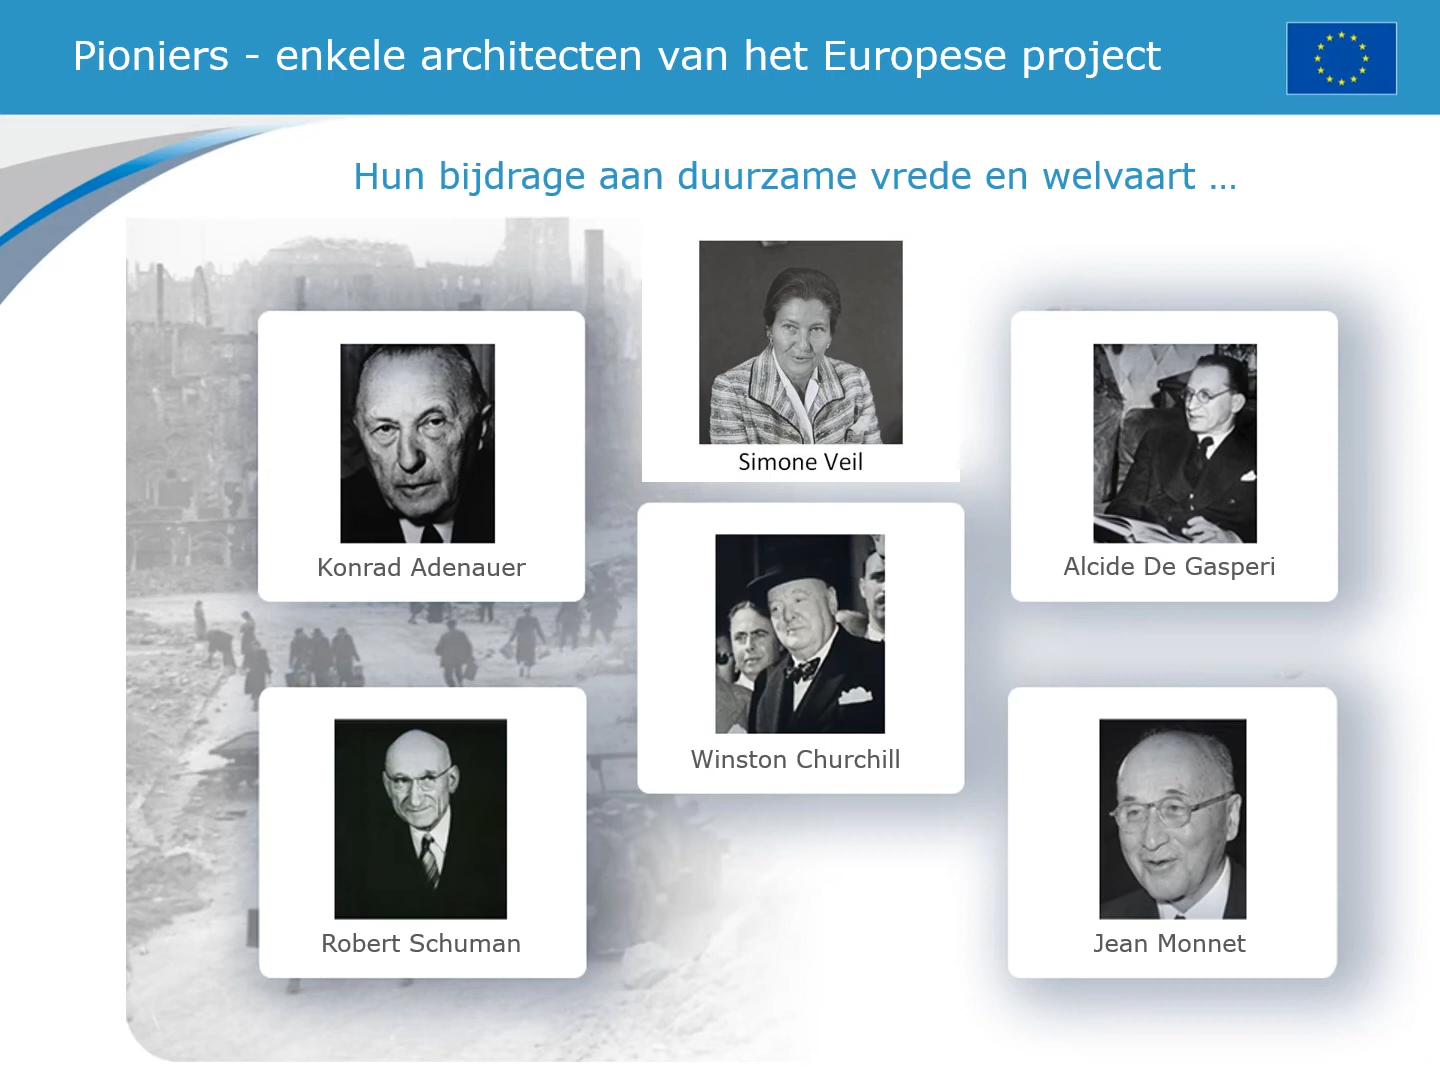 Pioniers - enkele architecten van het Europese project
Hun bijdrage aan duurzame vrede en welvaart ...
Simone Veil
Konrad Adenauer
Alcide De Gasperi
Winston Churchill
Robert Schuman
Jean Monnet